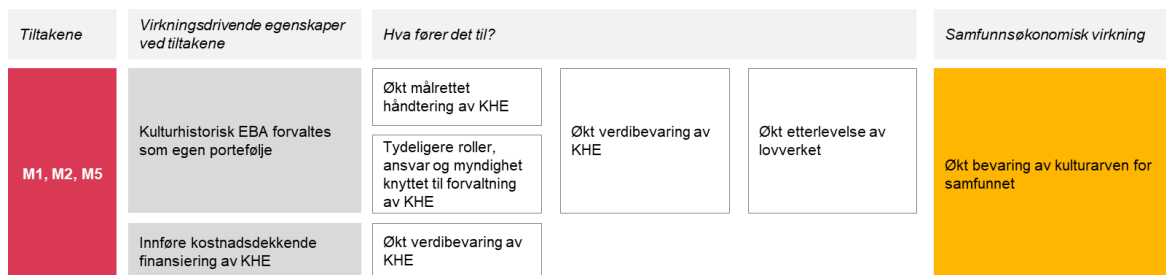 Tiltakene
Virkningsdrivende egenskaper
ved tiltakene
Hva fører det til?
Samfunnsøkonomisk virkning
M1, M2, M5
Kulturhistorisk EBA forvaltes
som egen portefølje
Økt målrettet
håndtering av KHE
Tydeligere roller,
ansvar og myndighet
knyttet til forvaltning
av KHE
Økt verdibevaring av
KHE
Økt etterlevelse av
lovverket
Økt bevaring av kulturarven for
samfunnet
Innføre kostnadsdekkende
finansiering av KHE
Økt verdibevaring av
KHE